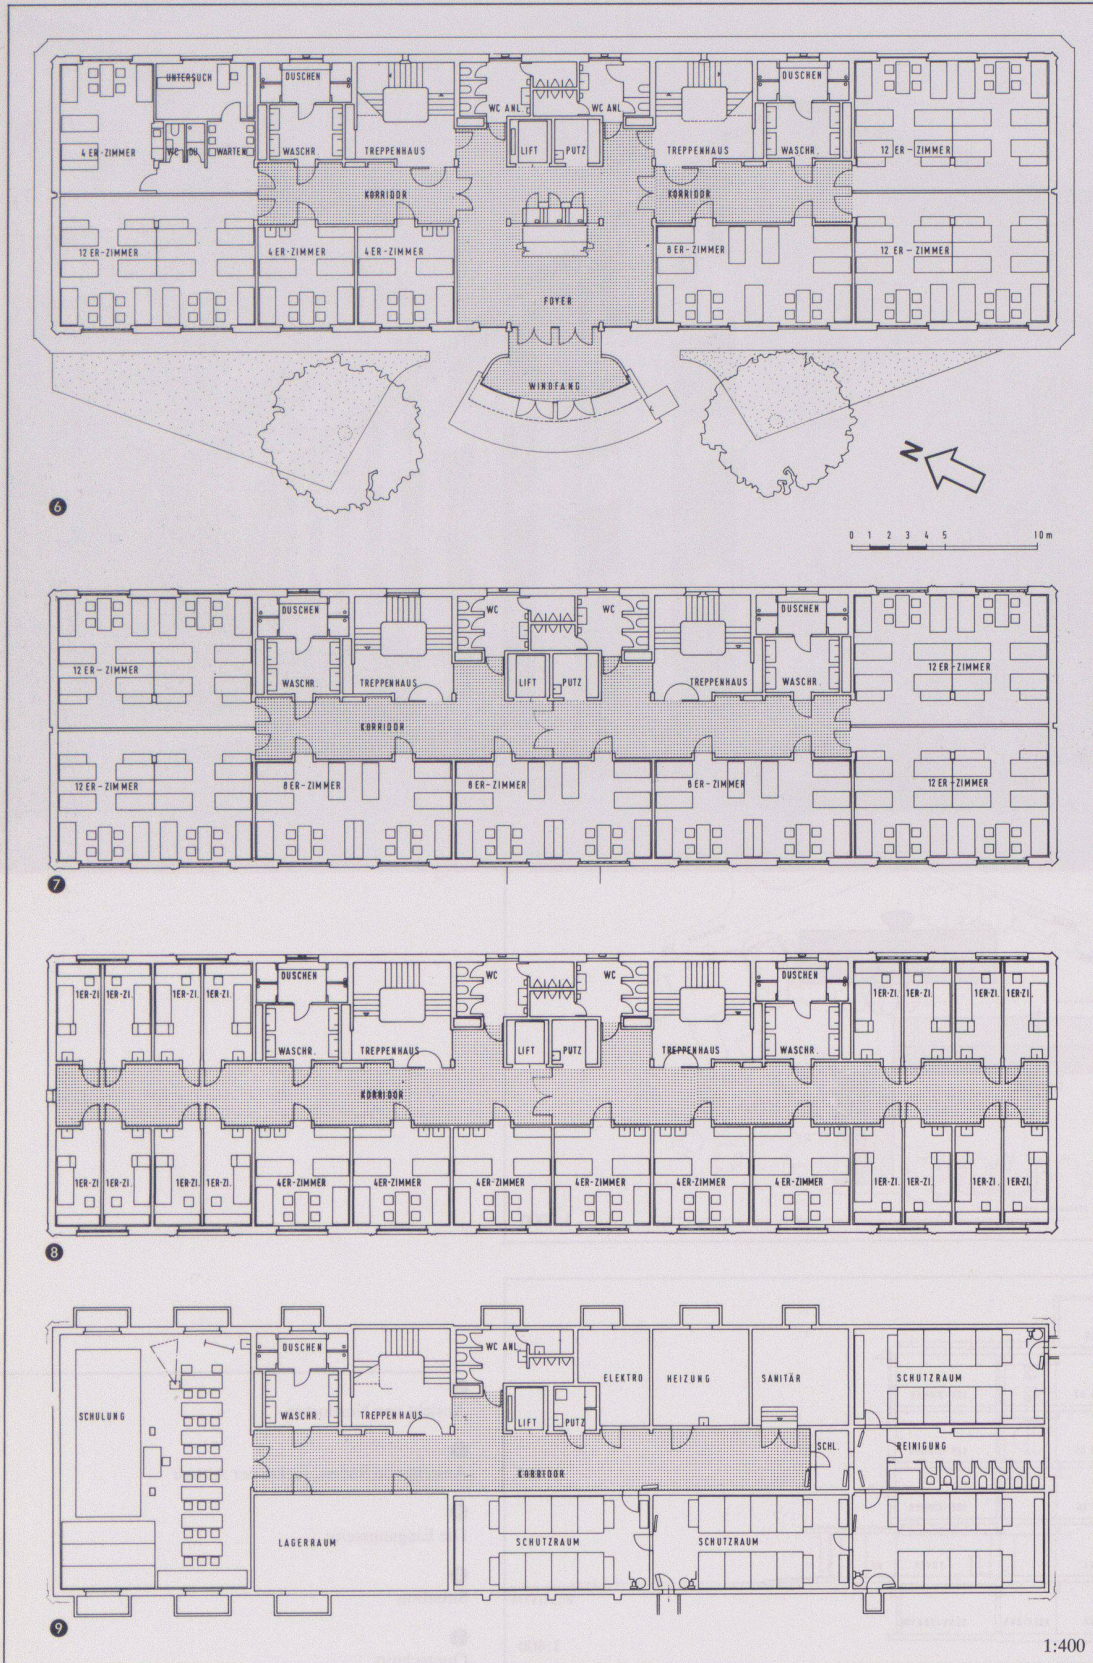 UNTERSUCH
DUSCHEN
DUSCHEN
WC ANL.
WC ANL.
4 ER-ZIMMER
WC
DU.
WARTEN
WASCHR.
TREPPENHAUS
LIFT
PUTZ
TREPPENHAUS
WASCHR.
12 ER-ZIMMER
KORRIDOR
KORRIDOR
12 ER-ZIMMER
4 ER-ZIMMER
4 ER-ZIMMER
8 ER-ZIMMER
12 ER-ZIMMER
FOYER
WINDFANG
N
6
0 1 2 3 4 5 10 m
DUSCHEN
WC
WC
DUSCHEN
12 ER-ZIMMER
WASCHR.
TREPPENHAUS
LIFT
PUTZ
TREPPENHAUS
WASCHR.
12 ER-ZIMMER
KORRIDOR
12 ER-ZIMMER
8 ER-ZIMMER
8 ER-ZIMMER
8 ER-ZIMMER
12 ER-ZIMMER
7
DUSCHEN
WC
WC
DUSCHEN
1ER-ZI. 1ER-ZI. 1ER-ZI. 1ER-ZI.
1ER-ZI. 1ER-ZI. 1ER-ZI. 1ER-ZI.
WASCHR.
TREPPENHAUS
LIFT
PUTZ
TREPPENHAUS
WASCHR.
KORRIDOR
1ER-ZI. 1ER-ZI. 1ER-ZI. 1ER-ZI.
4ER-ZIMMER
4ER-ZIMMER
4ER-ZIMMER
4ER-ZIMMER
4ER-ZIMMER
4 ER-ZIMMER
1ER-ZI. 1ER-ZI. 1ER-ZI. 1ER-ZI.
8
DUSCHEN
WC ANL.
ELEKTRO
HEIZUNG
SANITÄR
SCHUTZRAUM
SCHULUNG
WASCHR.
TREPPENHAUS
LIFT
PUTZ
SCHL.
REINIGUNG
KORRIDOR
LAGERRAUM
SCHUTZRAUM
SCHUTZRAUM
9
1:400